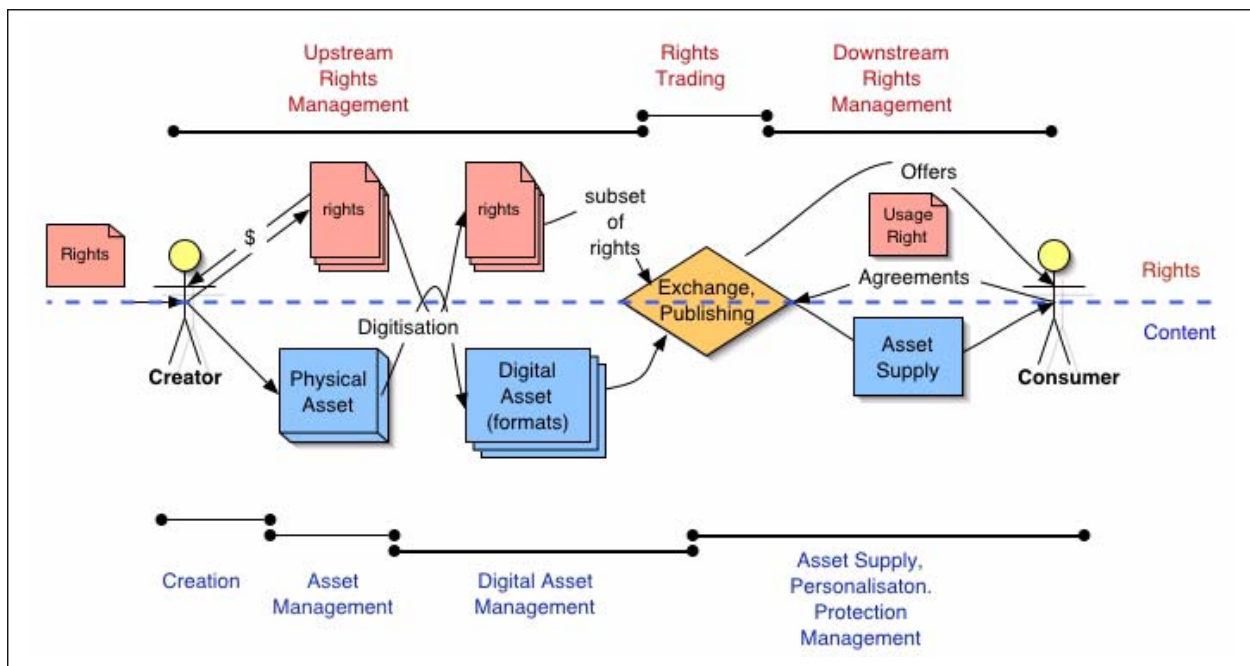 Upstream
Rights
Management
Rights
Trading
Downstream
Rights
Management
Rights
$
rights
rights
subset
of
rights
Offers
Usage
Right
Agreements
Exchange,
Publishing
Rights
Content
Digitisation
Creator
Physical
Asset
Digital
Asset
(formats)
Asset
Supply
Consumer
Creation
Asset
Management
Digital Asset
Management
Asset Supply,
Personalisaton.
Protection
Management